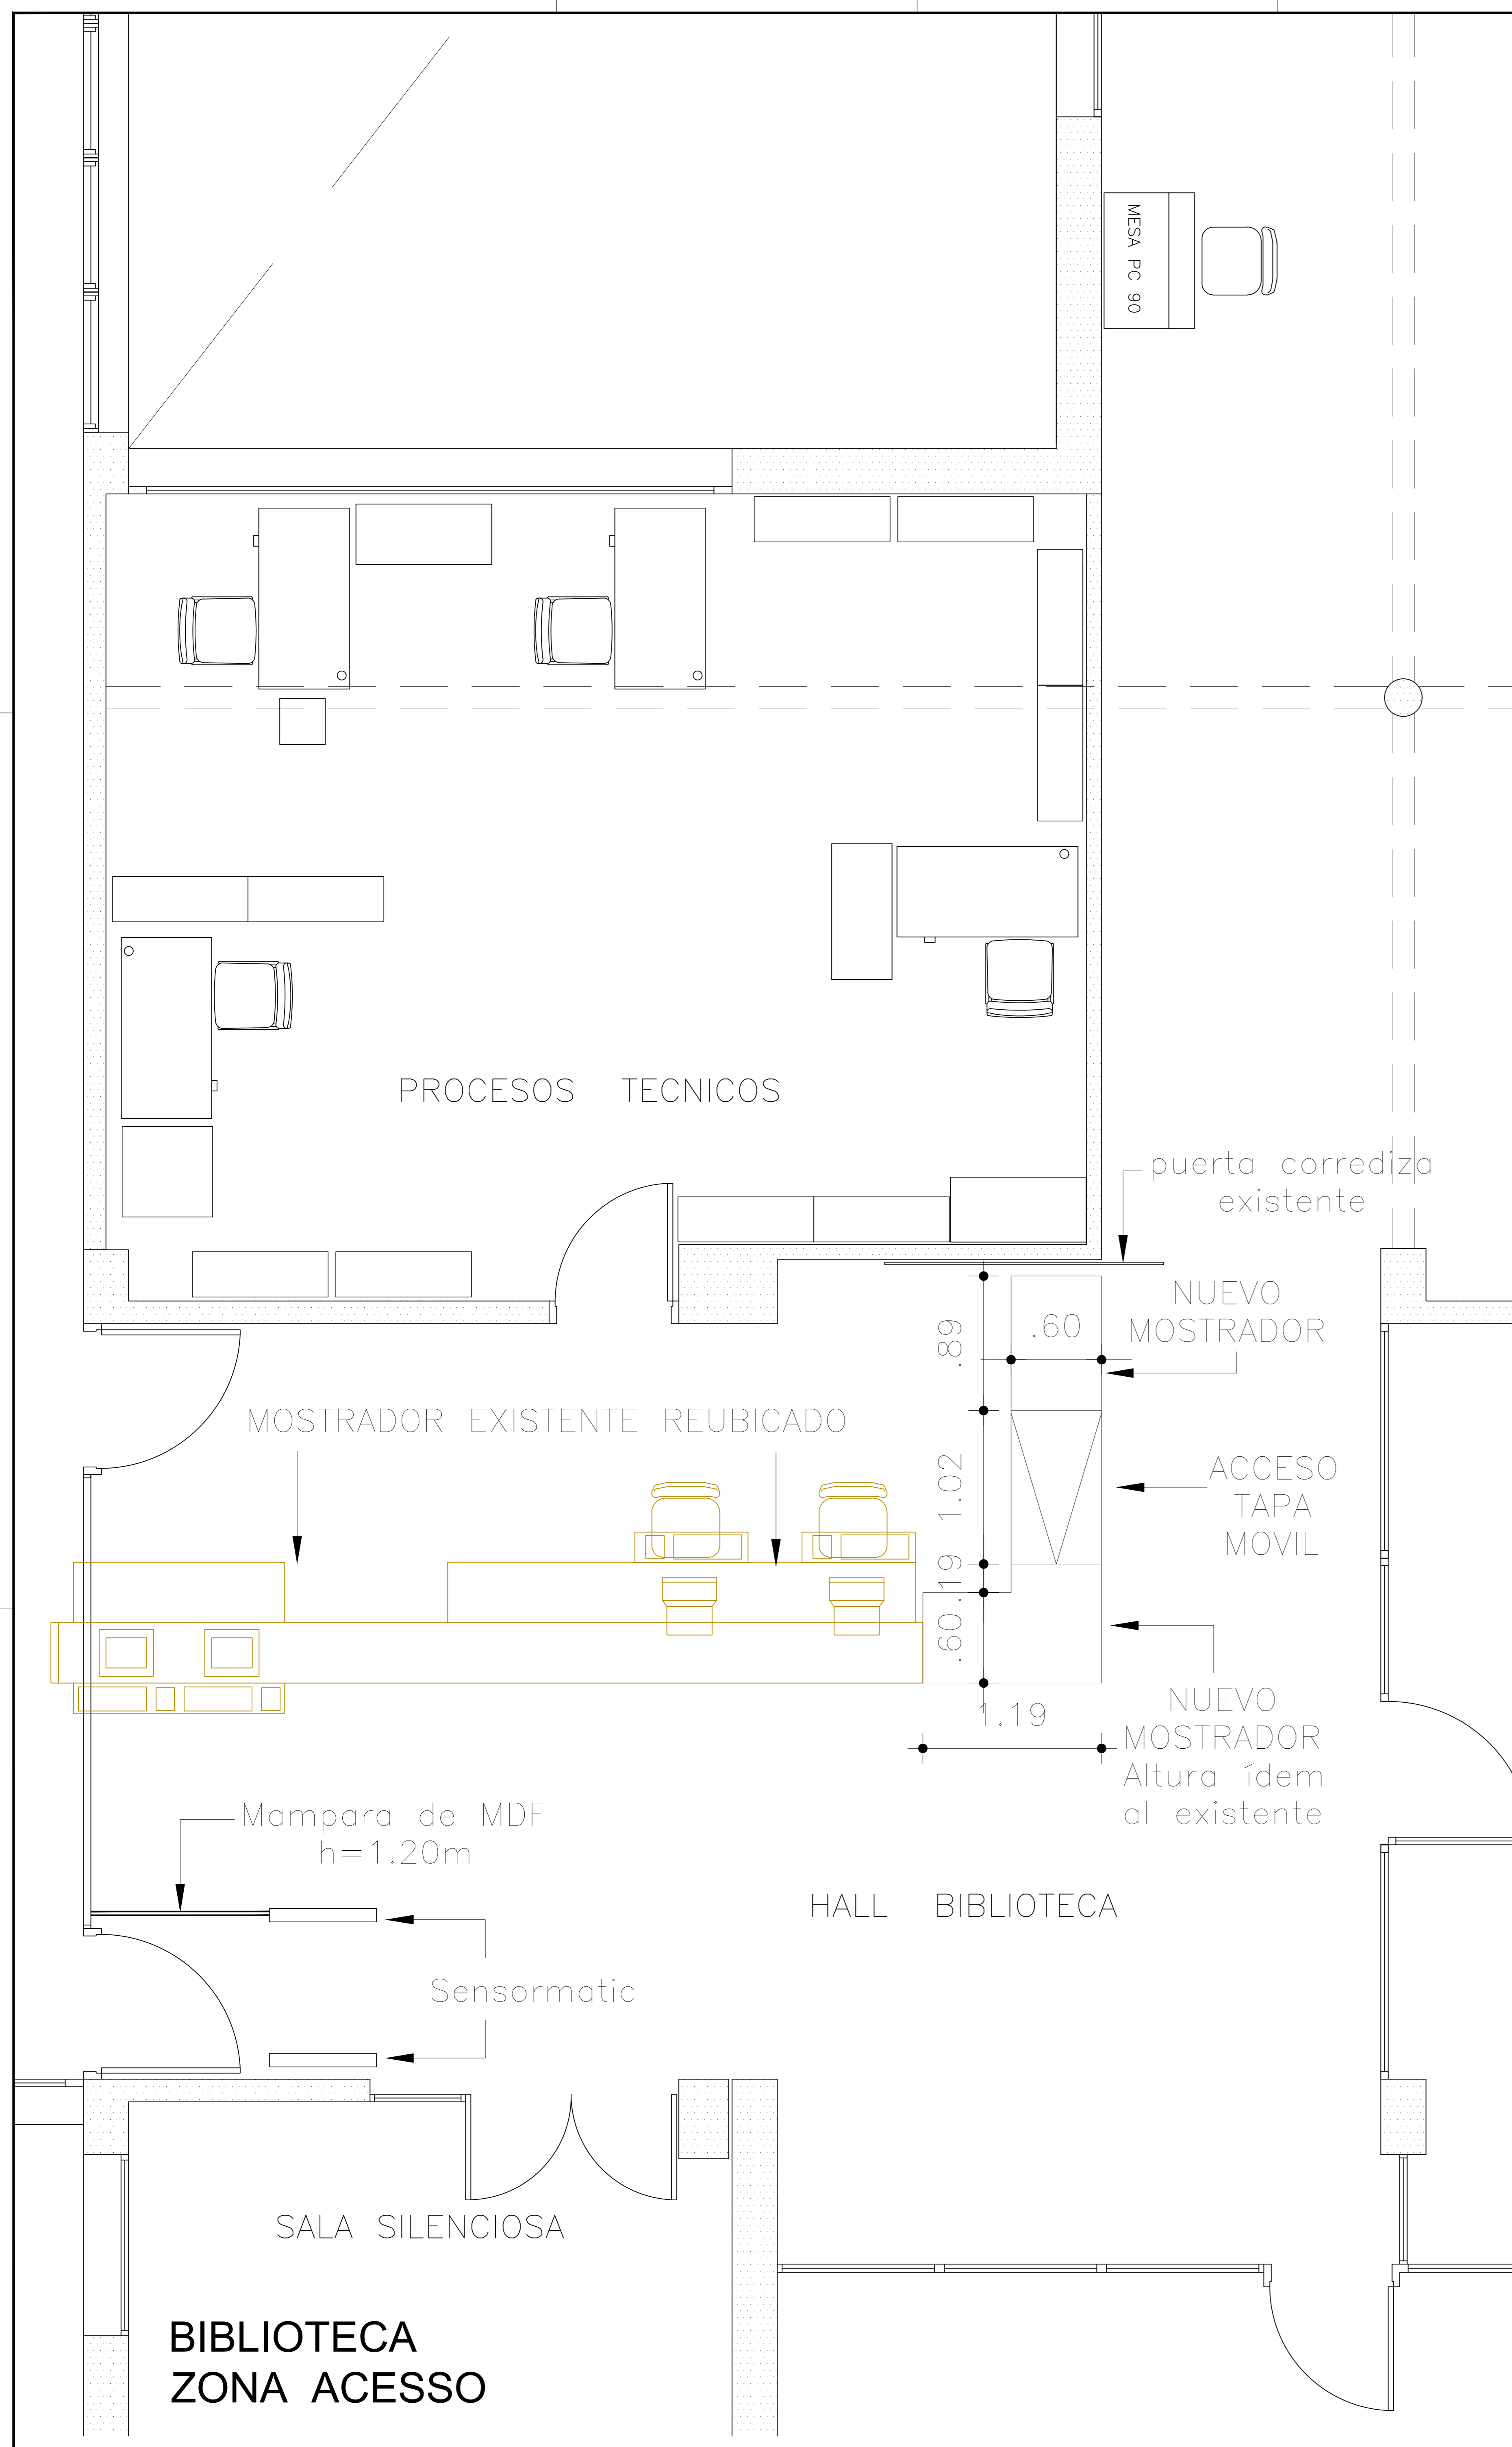 MESA PC 90
PROCESOS TECNICOS
puerta corrediza
existente
NUEVO
MOSTRADOR
.60
.89
MOSTRADOR EXISTENTE REUBICADO
1.02
ACCESO
TAPA
MOVIL
.19
.60
1.19
NUEVO
MOSTRADOR
Altura ídem
al existente
Mampara de MDF
h=1.20m
HALL BIBLIOTECA
Sensormatic
SALA SILENCIOSA
BIBLIOTECA
ZONA ACESSO